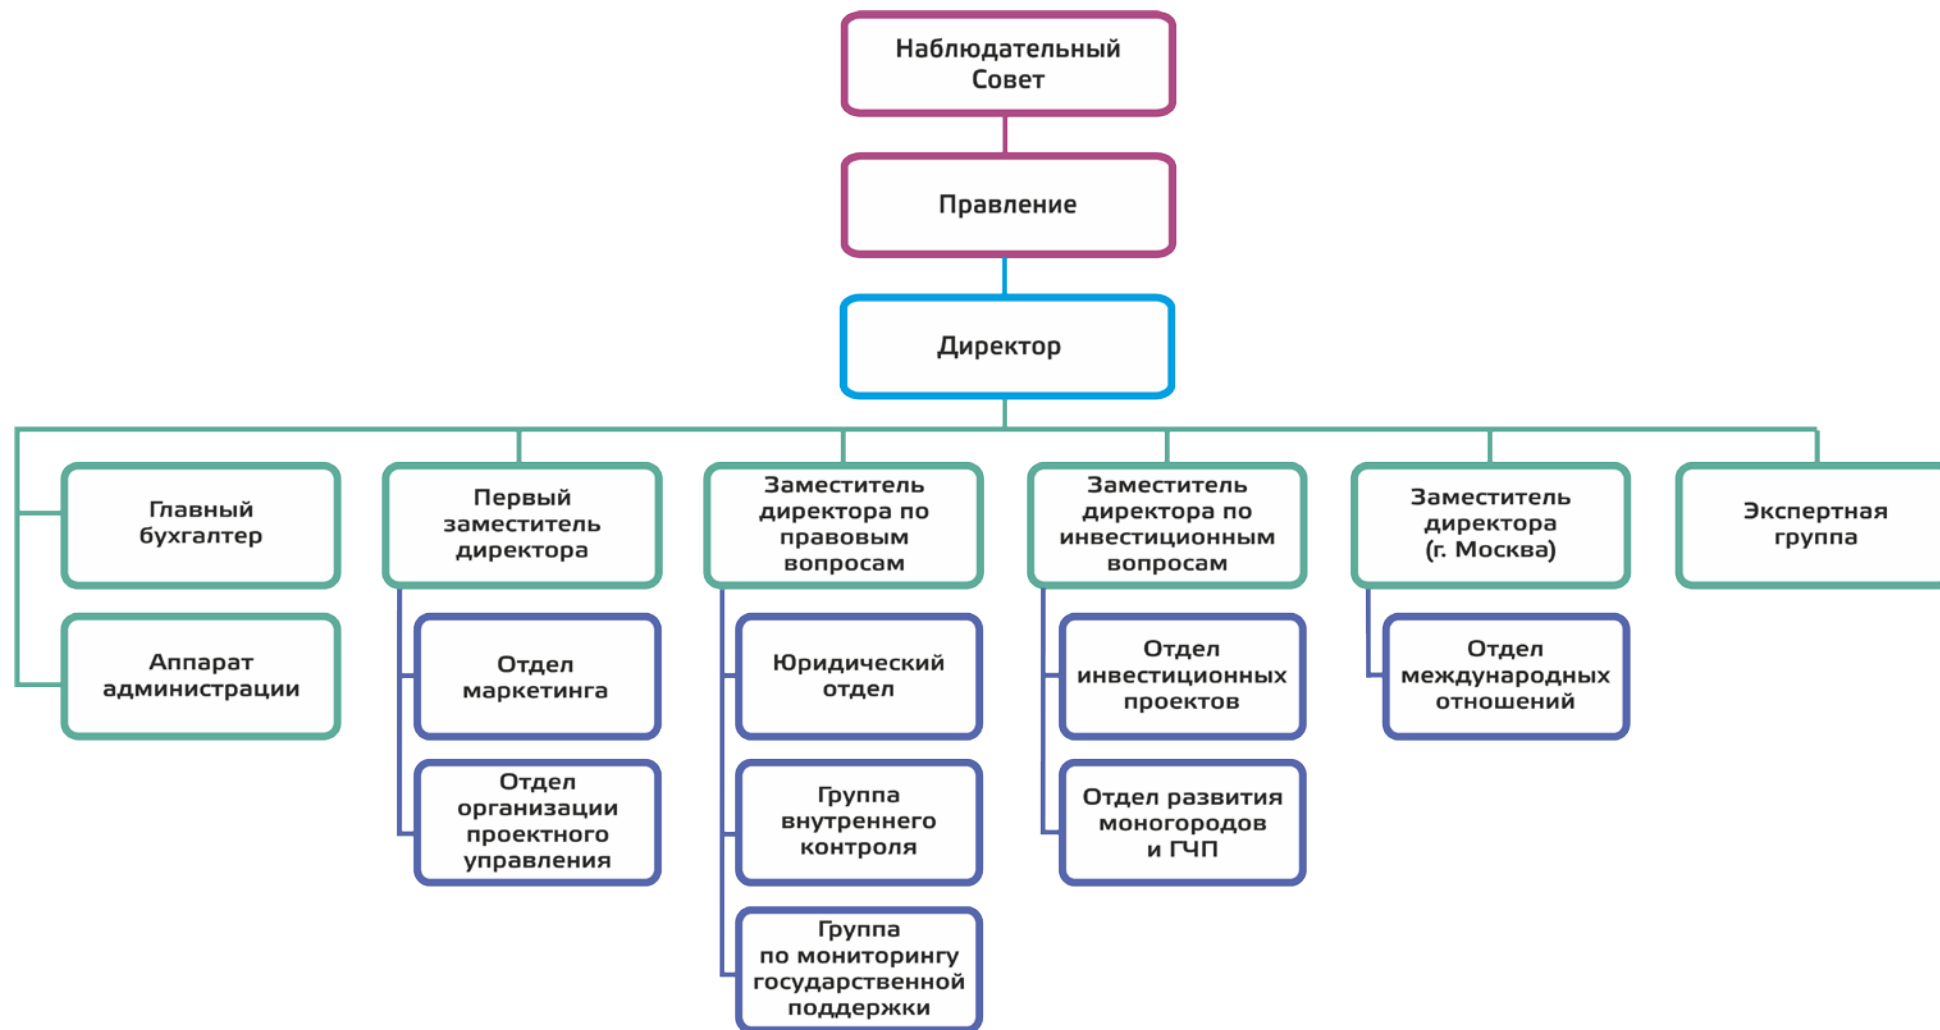 Наблюдательный
Совет
Правление
Директор
Главный
бухгалтер
Первый
заместитель
директора
Заместитель
директора по
правовым
вопросам
Заместитель
директора по
инвестиционным
вопросам
Заместитель
директора
(г. Москва)
Экспертная
группа
Аппарат
администрации
Отдел
маркетинга
Юридический
отдел
Отдел
инвестиционных
проектов
Отдел
международных
отношений
Отдел
организации
проектного
управления
Группа
внутреннего
контроля
Отдел развития
моногородов
и ГЧП
Группа
по мониторингу
государственной
поддержки